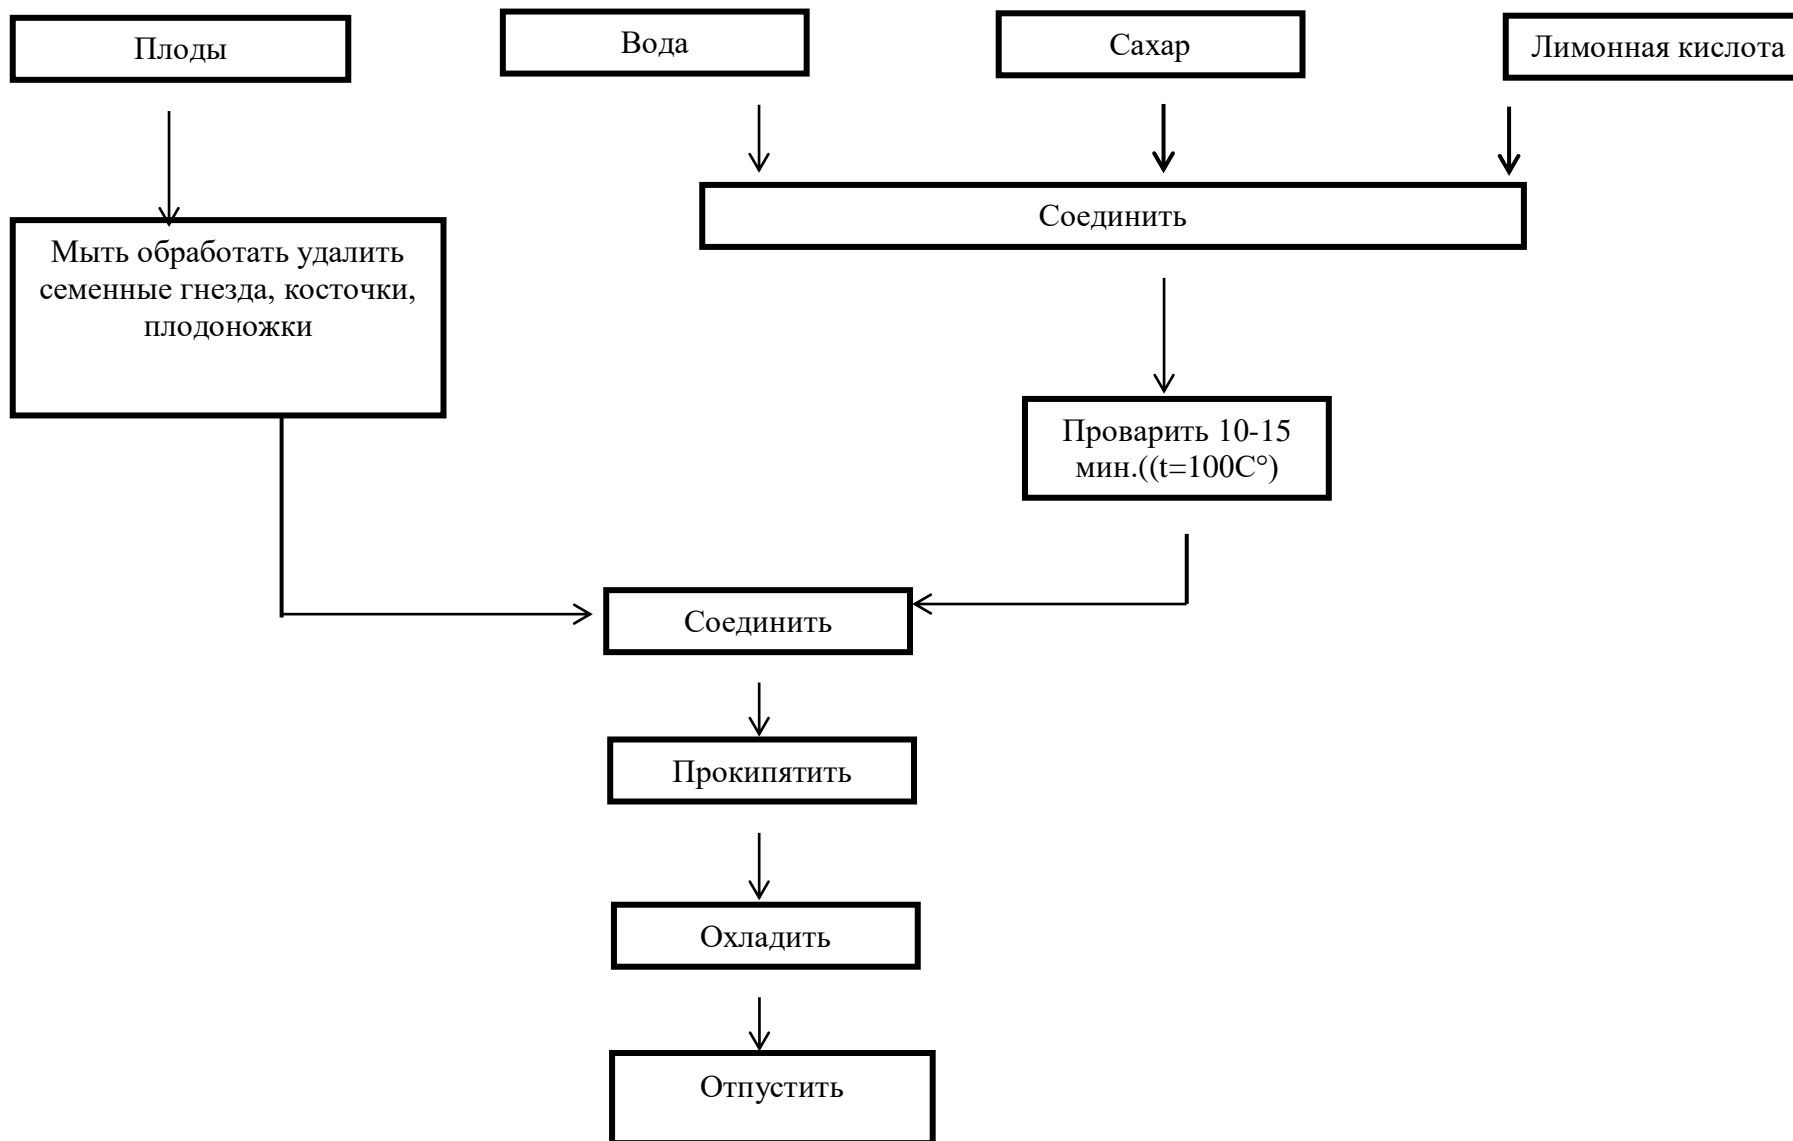 Плоды
Вода
Сахар
Лимонная кислота
Соединить
Мыть обработать удалить
семенные гнезда, косточки,
плодоножки
Проварить 10-15
мин.((t=100C°)
Соединить
Прокипятить
Охладить
Отпустить